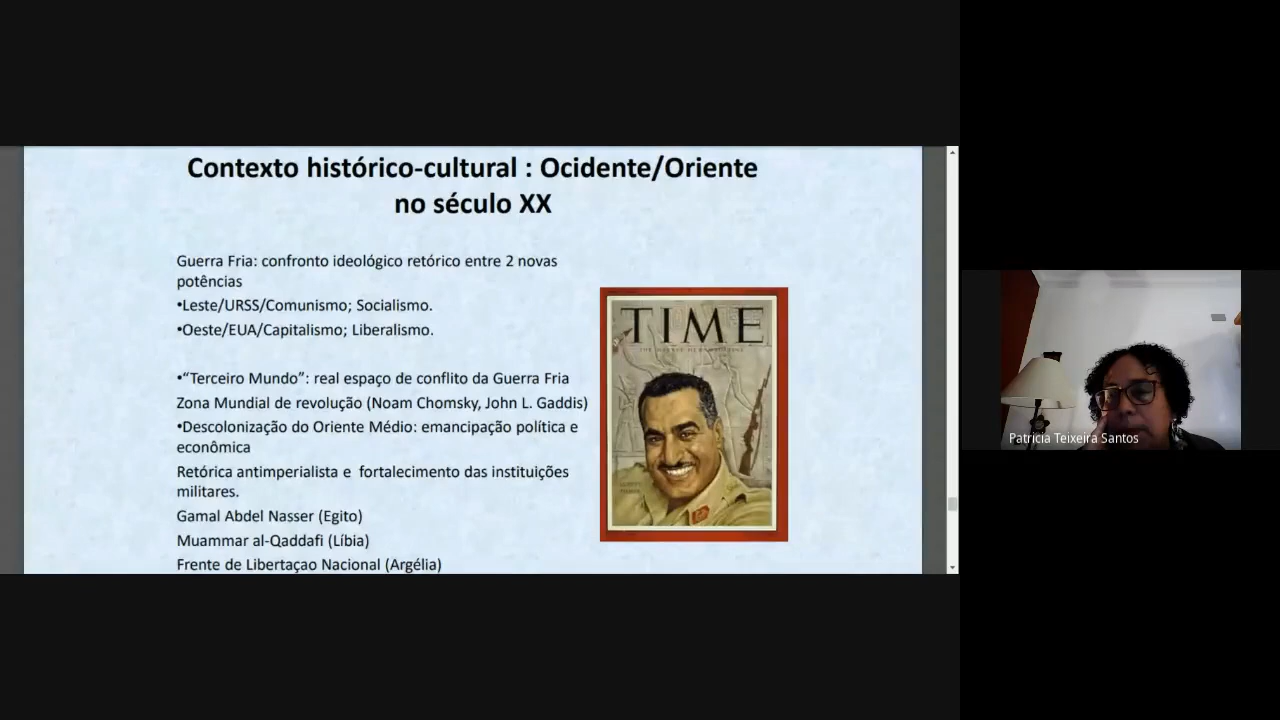 Contexto histórico-cultural : Ocidente/Oriente
no século XX
Guerra Fria: confronto ideológico retórico entre 2 novas
potências
•Leste/URSS/Comunismo; Socialismo.
•Oeste/EUA/Capitalismo; Liberalismo.
•“Terceiro Mundo”: real espaço de conflito da Guerra Fria
Zona Mundial de revolução (Noam Chomsky, John L. Gaddis)
•Descolonização do Oriente Médio: emancipação política e
econômica
Retórica antimperialista e fortalecimento das instituições
militares.
Gamal Abdel Nasser (Egito)
Muammar al-Qaddafi (Líbia)
Frente de Libertaçao Nacional (Argélia)
TIME
Patricia Teixeira Santos